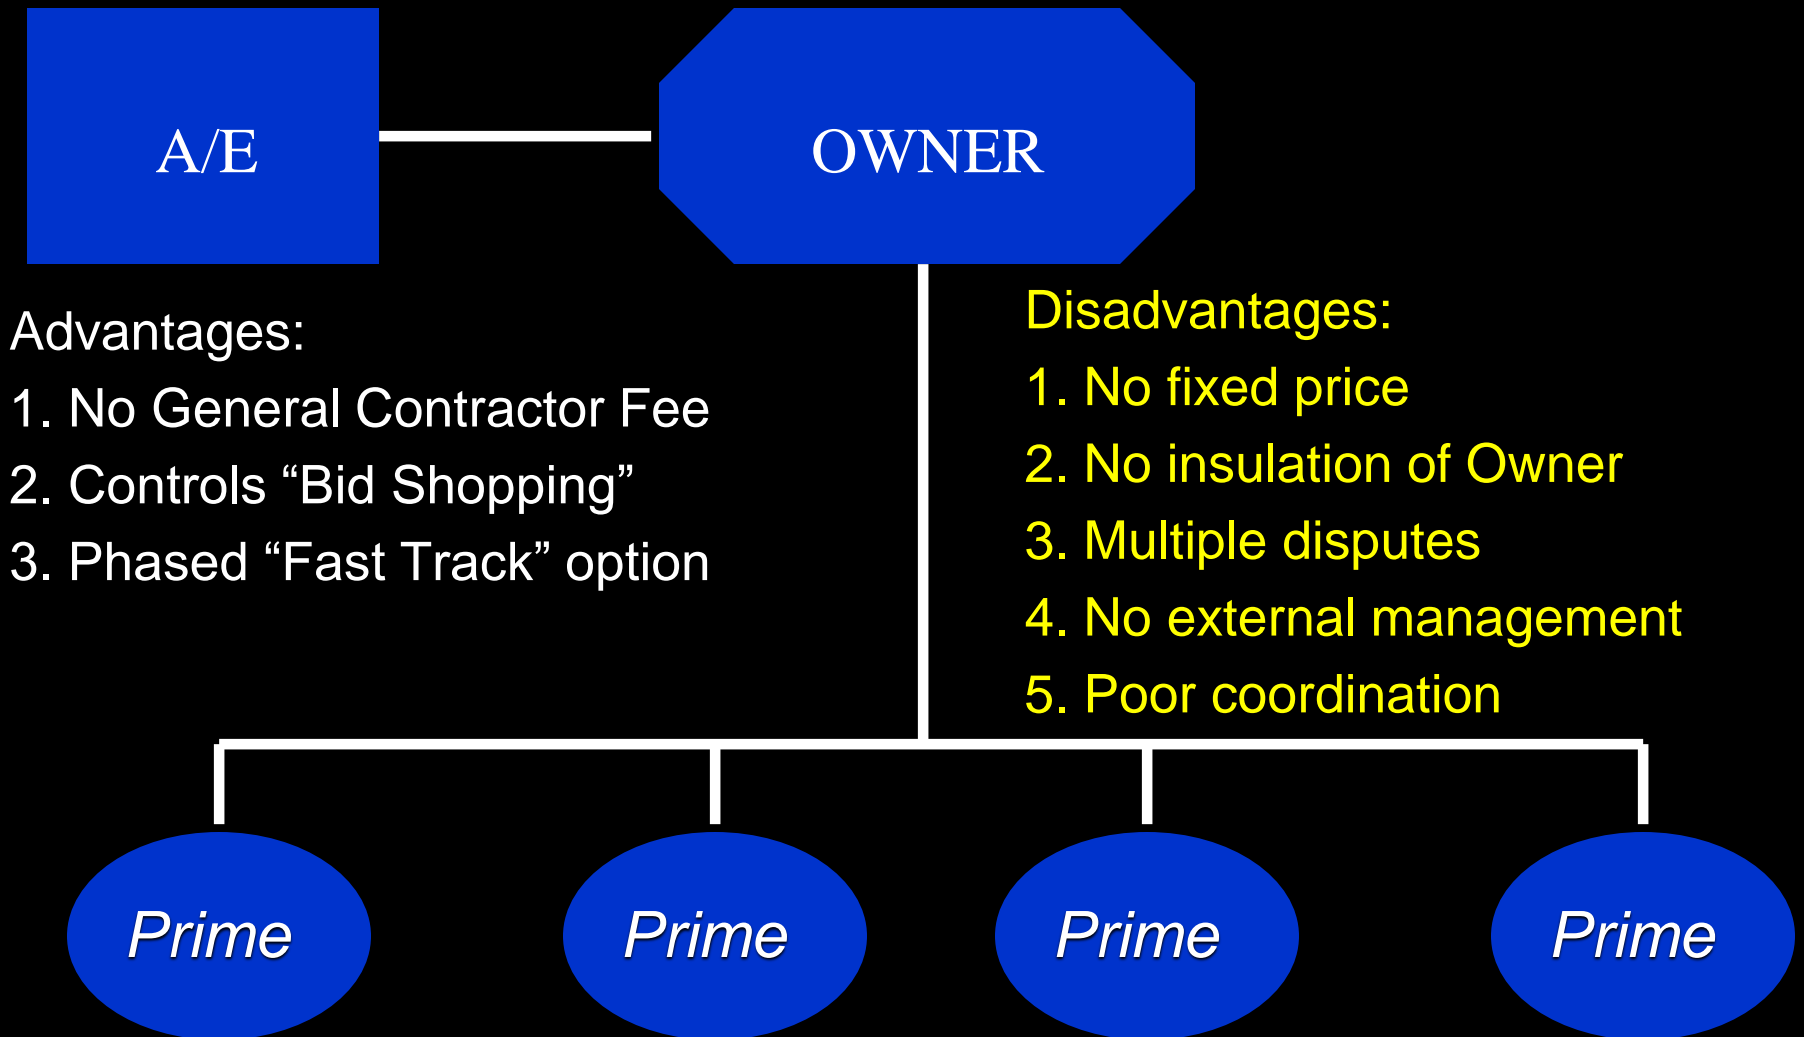 A/E
OWNER
Advantages:
1. No General Contractor Fee
2. Controls “Bid Shopping”
3. Phased “Fast Track” option
Disadvantages:
1. No fixed price
2. No insulation of Owner
3. Multiple disputes
4. No external management
5. Poor coordination
Prime
Prime
Prime
Prime